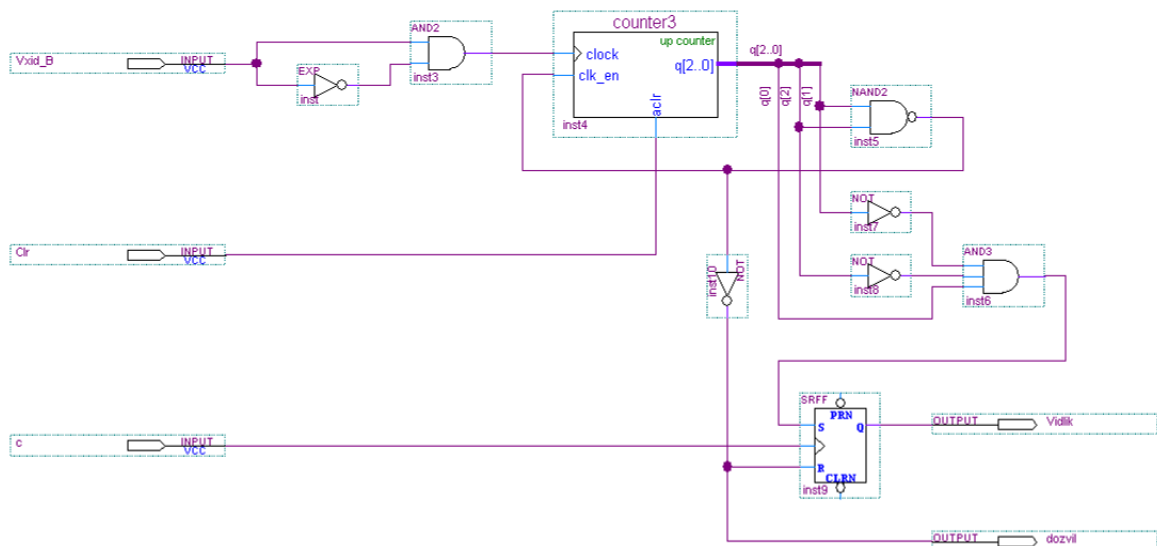 counter3
AND2
up counter
q[2..0]
Vxid_B
INPUT
VCC
clock
q[2..0]
EXP
inst3
clk_en
inst
aclr
q[0]
q[2]
q[1]
NAND2
inst4
inst5
NOT
inst7
Clr
INPUT
VCC
AND3
NOT
inst10
NOT
inst8
inst6
SRFF
PRN
S
Q
OUTPUT
Vidlik
c
INPUT
VCC
R
CLRN
inst9
OUTPUT
dozvil